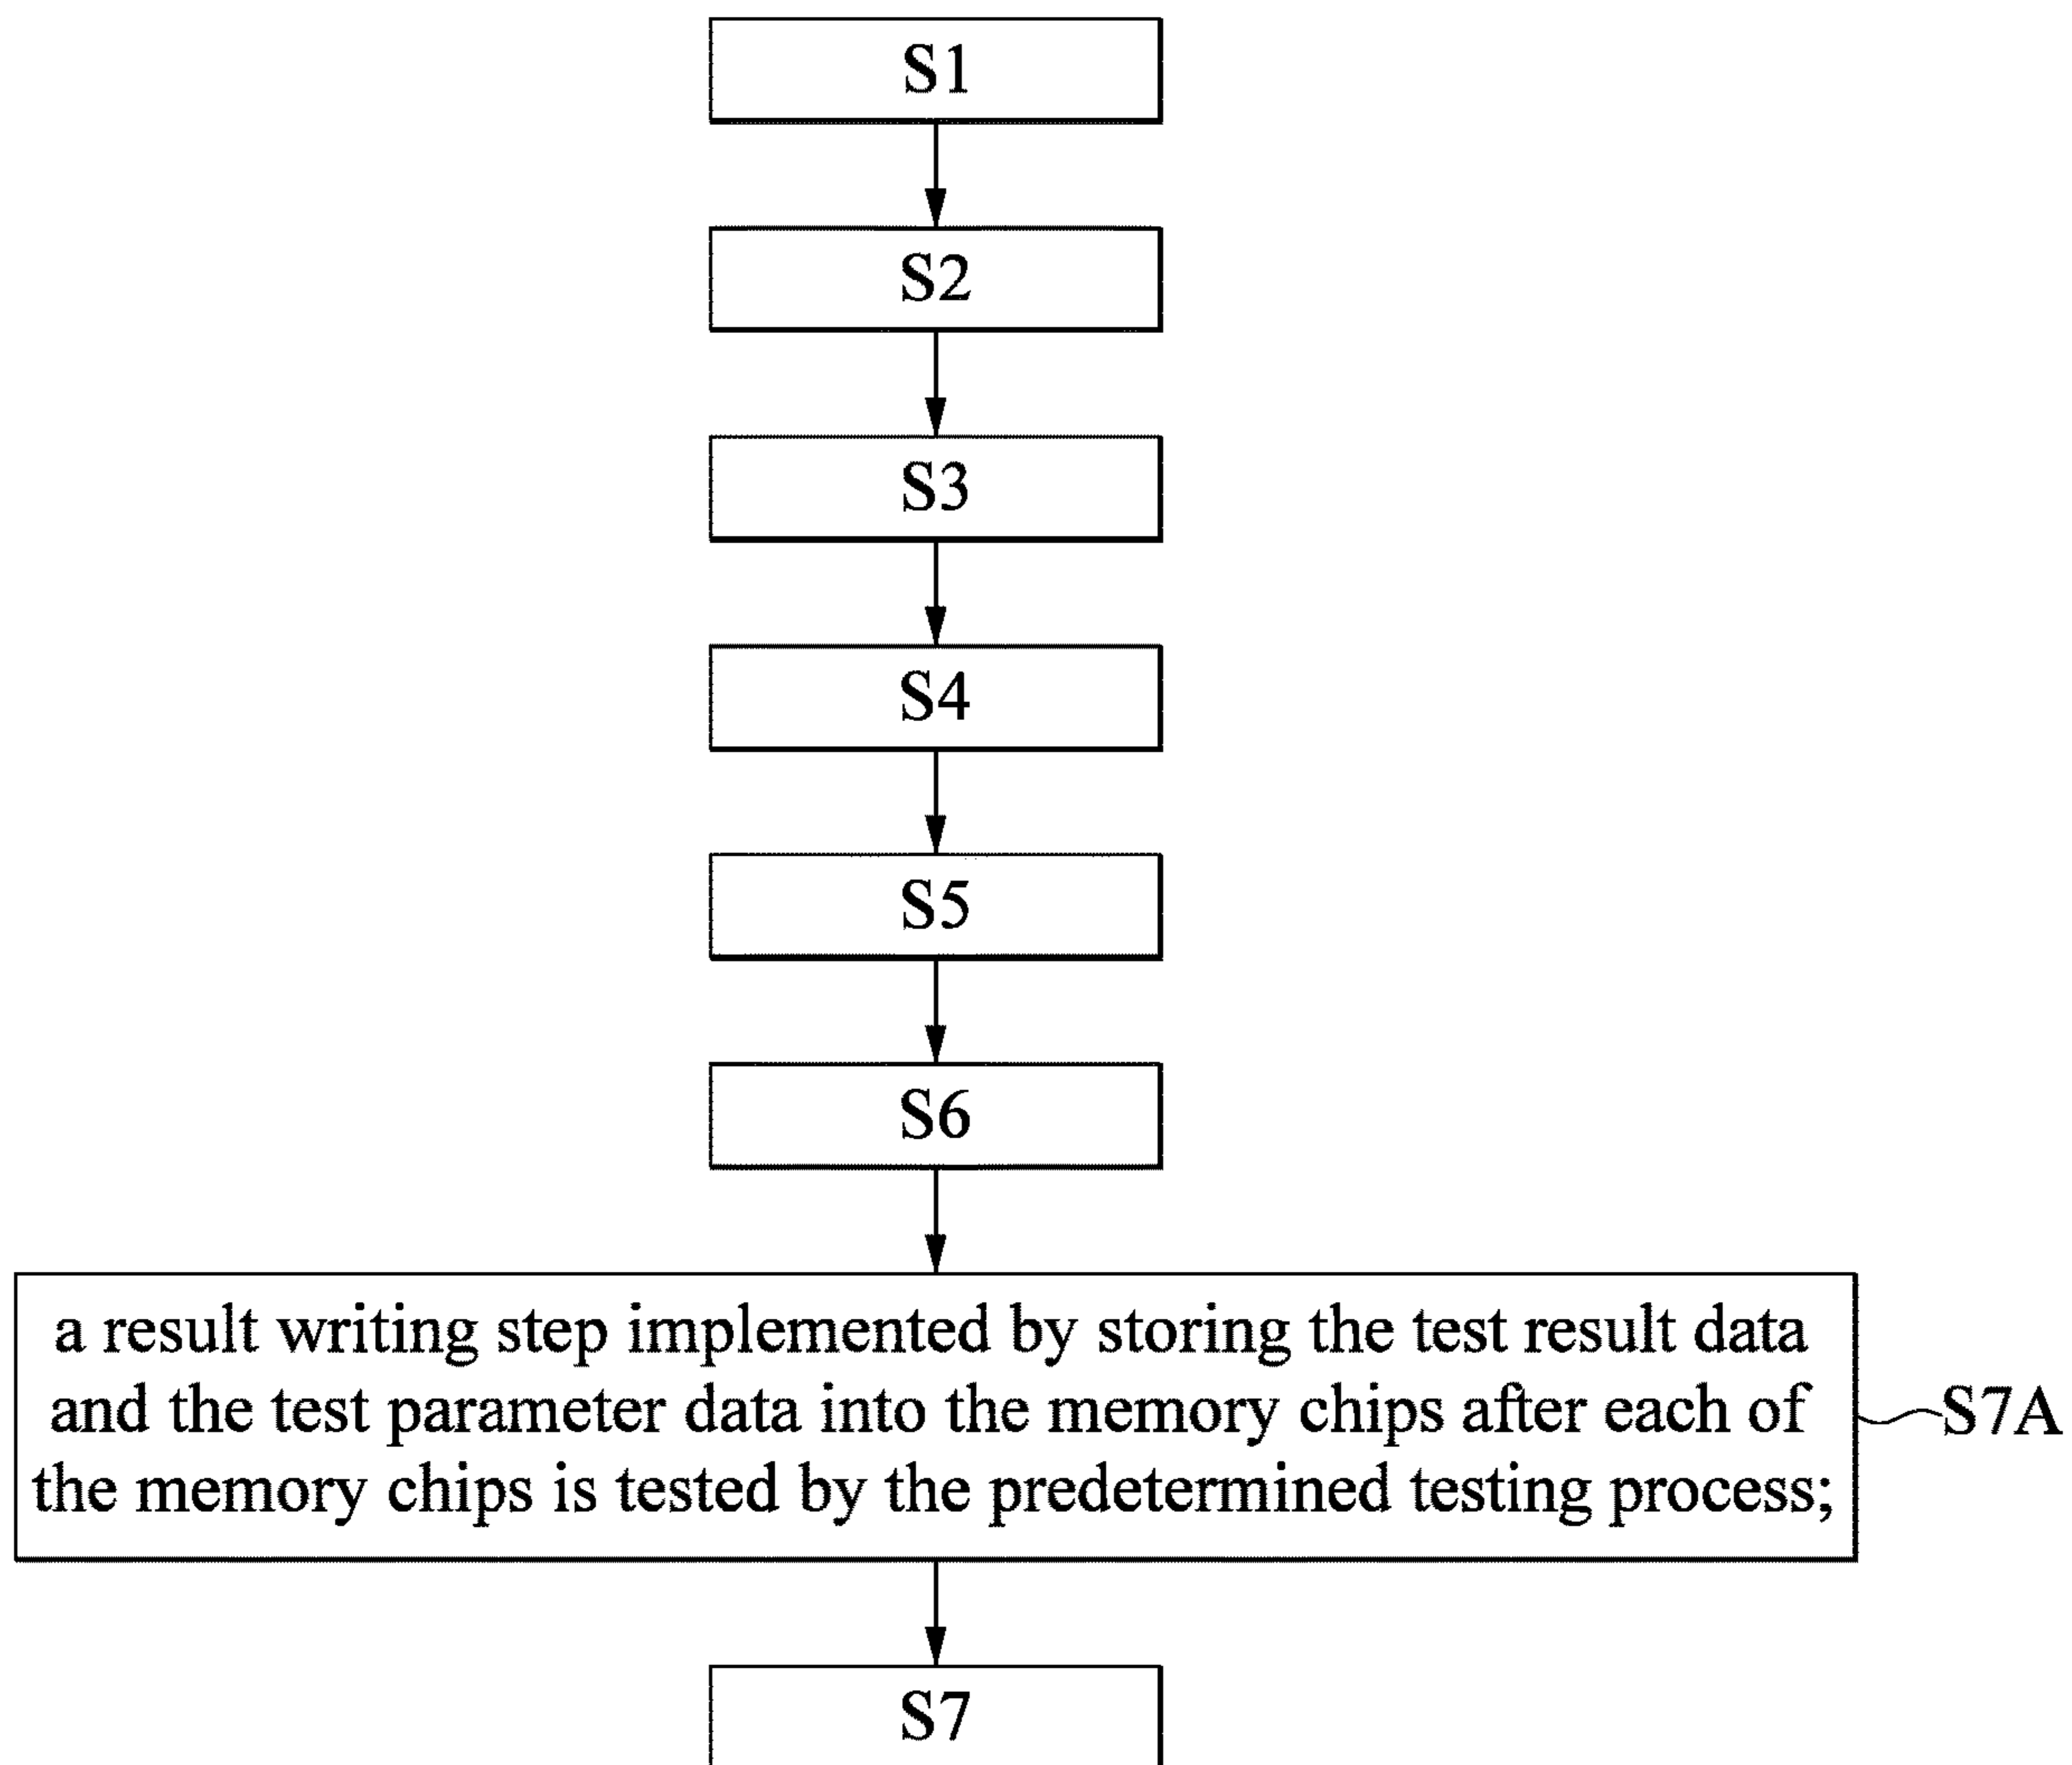 S1
S2
S3
S4
S5
S6
a result writing step implemented by storing the test result data
and the test parameter data into the memory chips after each of
the memory chips is tested by the predetermined testing process;
S7A
S7